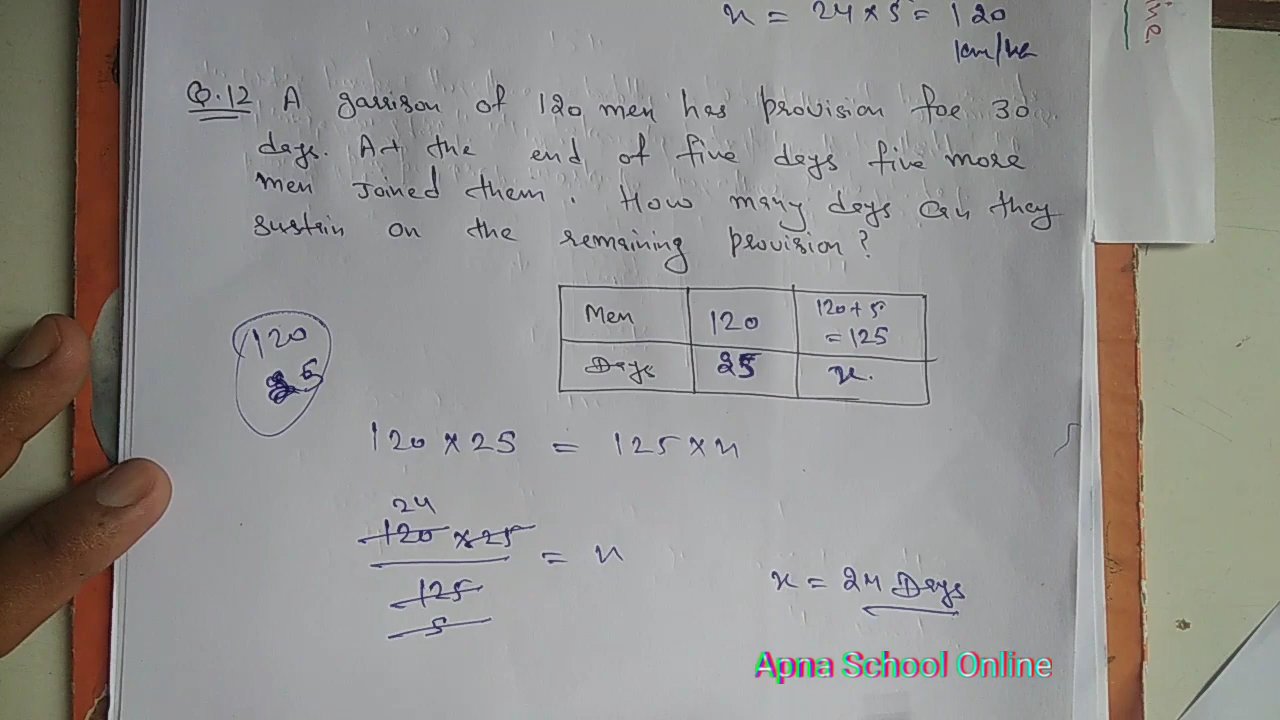 x = 24 × 5 = 120
km/hr
Q.12 A garrison of 120 men has provision for 30
days. At the end of five days five more
men Joined them. How many days can they
sustain on the remaining provision?
Men 120 120+5
= 125
Days 25 x.
120
25
120 × 25 = 125 × x
24
120 × 25 = x
125
5
x = 24 Days
Apna School Online